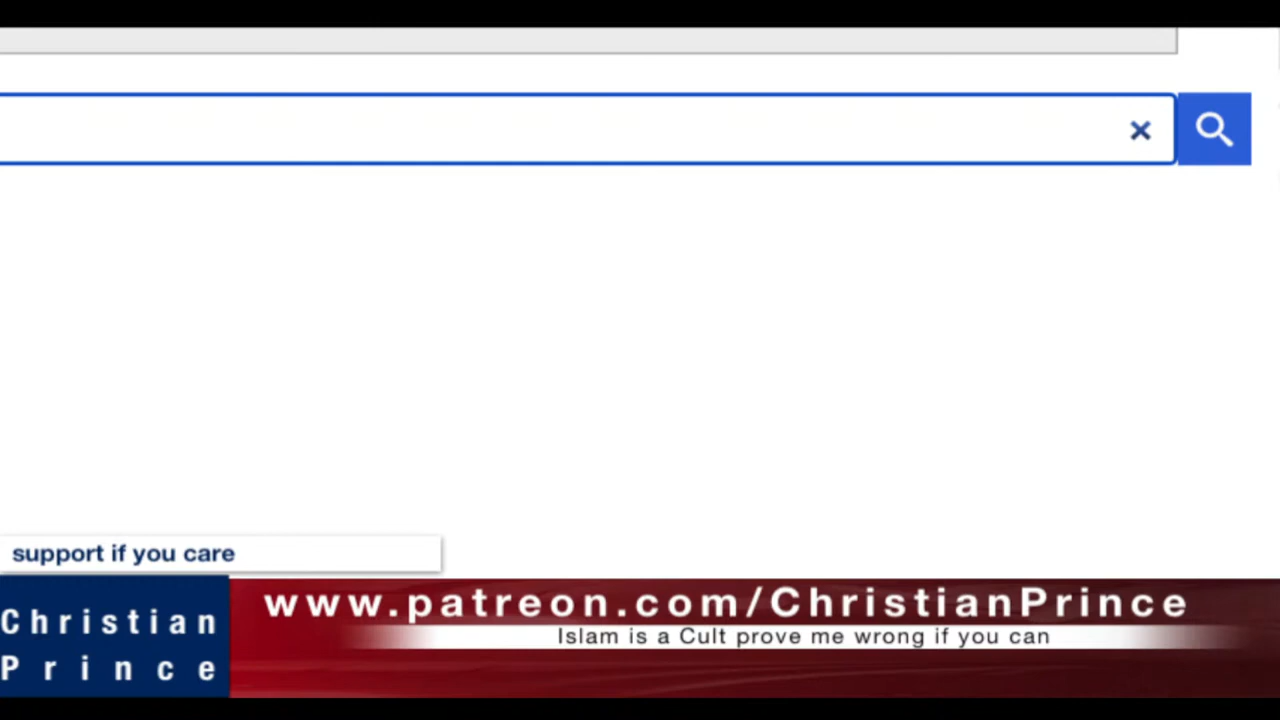 support if you care
Christian
Prince
www.patreon.com/ChristianPrince
Islam is a Cult prove me wrong if you can